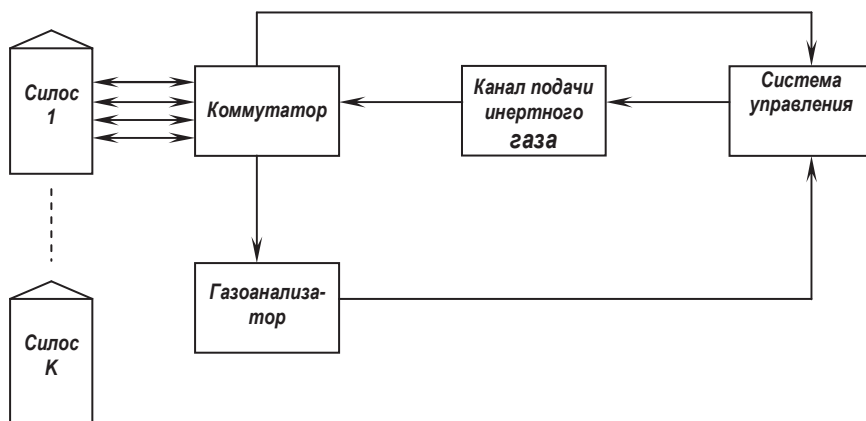 Силос
1
Коммутатор
Канал подачи
инертного
газа
Система
управления
Газоанализа-
тор
Силос
K